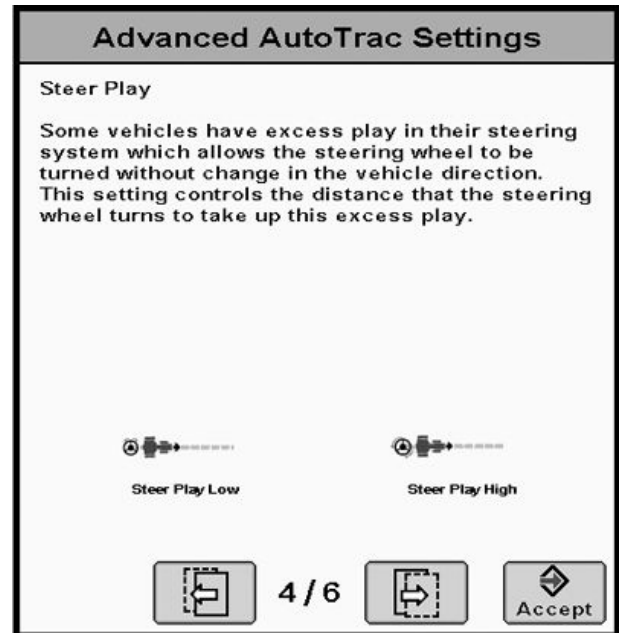 Advanced AutoTrac Settings
Steer Play
Some vehicles have excess play in their steering
system which allows the steering wheel to be
turned without change in the vehicle direction.
This setting controls the distance that the steering
wheel turns to take up this excess play.
Steer Play Low
Steer Play High
4/6
Accept